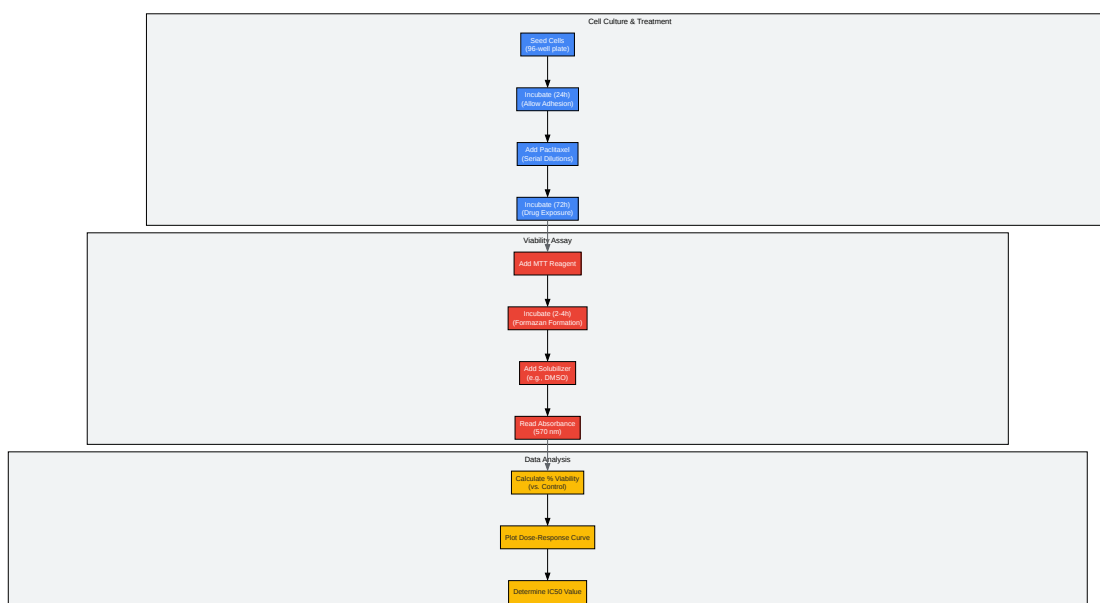 Cell Culture & Treatment
Seed Cells
(96-well plate)
Incubate (24h)
(Allow Adhesion)
Add Paclitaxel
(Serial Dilutions)
Incubate (72h)
(Drug Exposure)
Viability Assay
Add MTT Reagent
Incubate (2-4h)
(Formazan Formation)
Add Solubilizer
(e.g., DMSO)
Read Absorbance
(570 nm)
Data Analysis
Calculate % Viability
(vs. Control)
Plot Dose-Response Curve
Determine IC50 Value